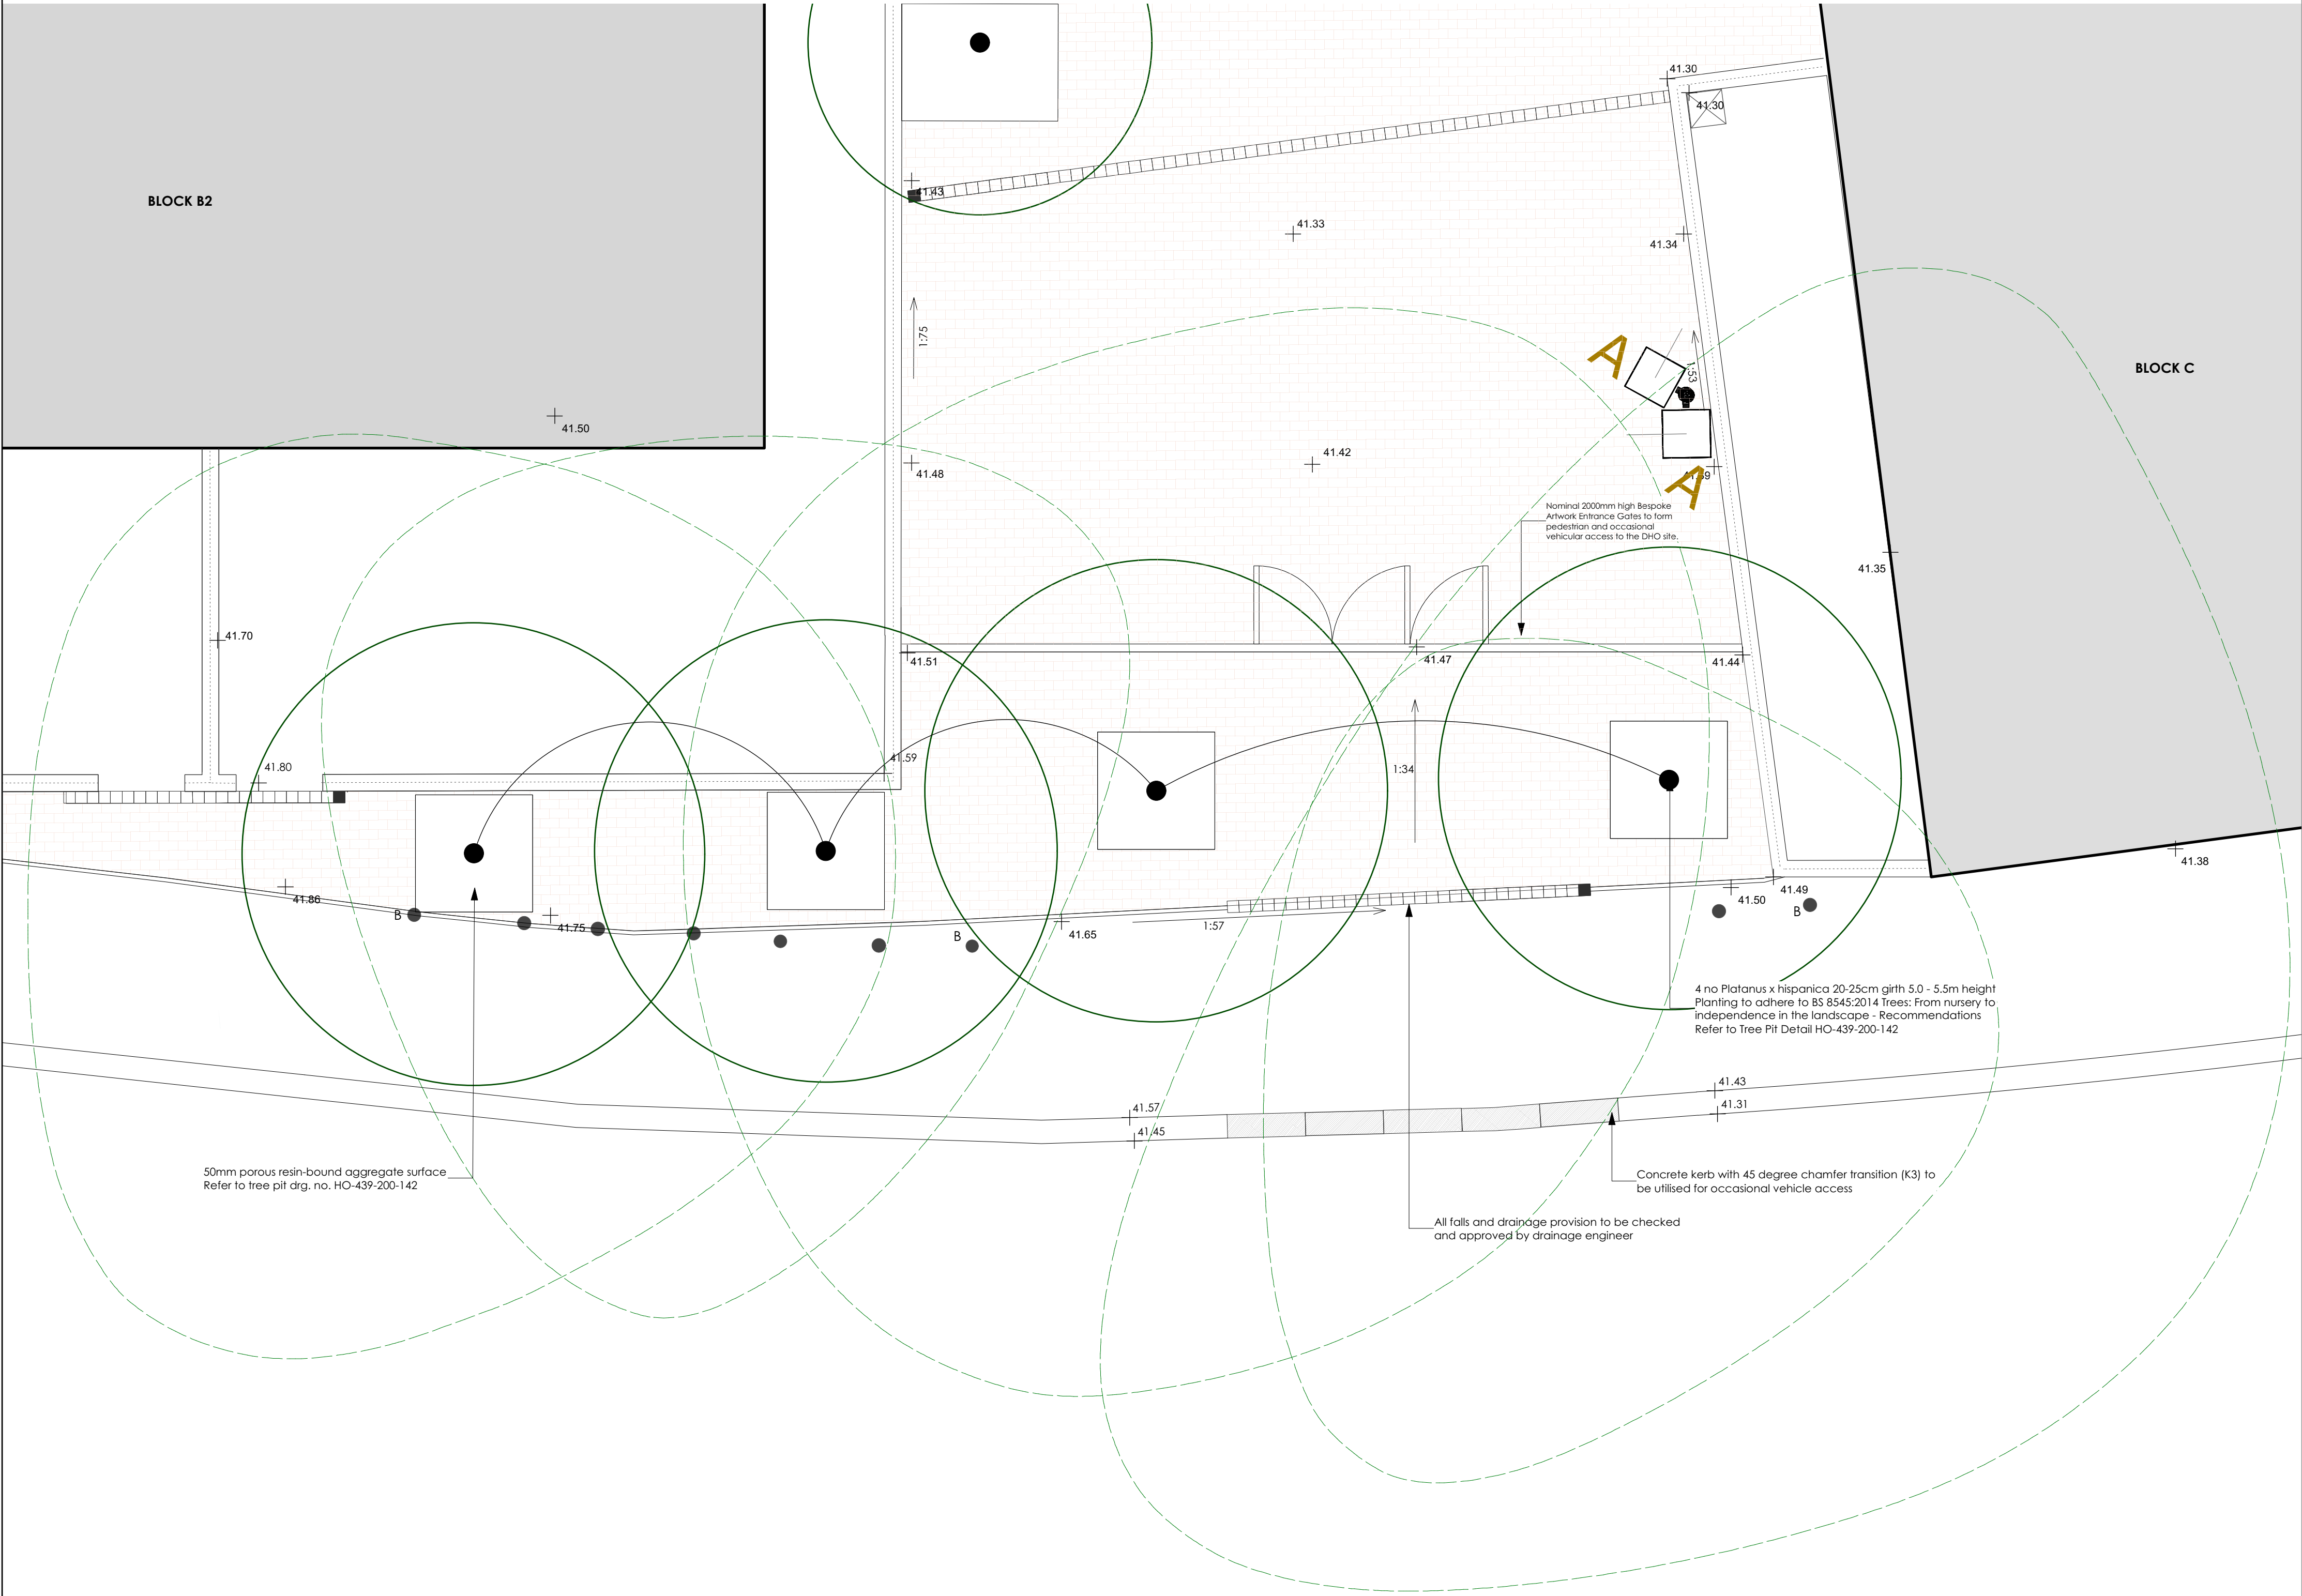 41.30
41.30
41.43
BLOCK B2
41.33
41.34
1:75
A
1:53
BLOCK C
41.50
41.42
41.48
A
Nominal 2000mm high Bespoke
Artwork Entrance Gates to form
pedestrian and occasional
vehicular access to the DHO site.
41.35
41.70
41.51
41.47
41.44
41.59
41.80
1:34
41.38
41.49
41.50
41.86
B
B
41.75
B
41.65
1:57
4 no Platanus x hispanica 20-25cm girth 5.0 - 5.5m height
Planting to adhere to BS 8545:2014 Trees: From nursery to
independence in the landscape - Recommendations
Refer to Tree Pit Detail HO-439-200-142
41.43
41.57
41.31
41.45
50mm porous resin-bound aggregate surface
Refer to tree pit drg. no. HO-439-200-142
Concrete kerb with 45 degree chamfer transition (K3) to
be utilised for occasional vehicle access
All falls and drainage provision to be checked
and approved by drainage engineer